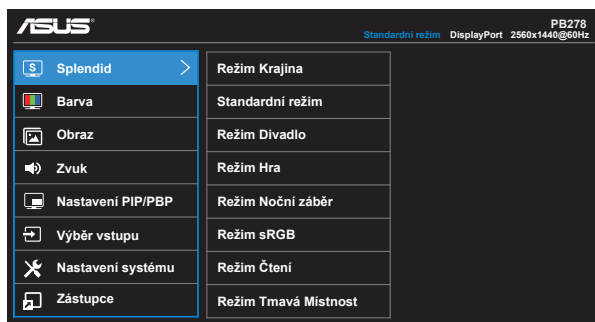 ASUS
PB278
Standardní režim DisplayPort 2560x1440@60Hz
S Splendid
Barva
Obraz
Zvuk
Nastavení PIP/PBP
Výběr vstupu
Nastavení systému
Zástupce
Režim Krajina
Standardní režim
Režim Divadlo
Režim Hra
Režim Noční záběr
Režim sRGB
Režim Čtení
Režim Tmavá Místnost